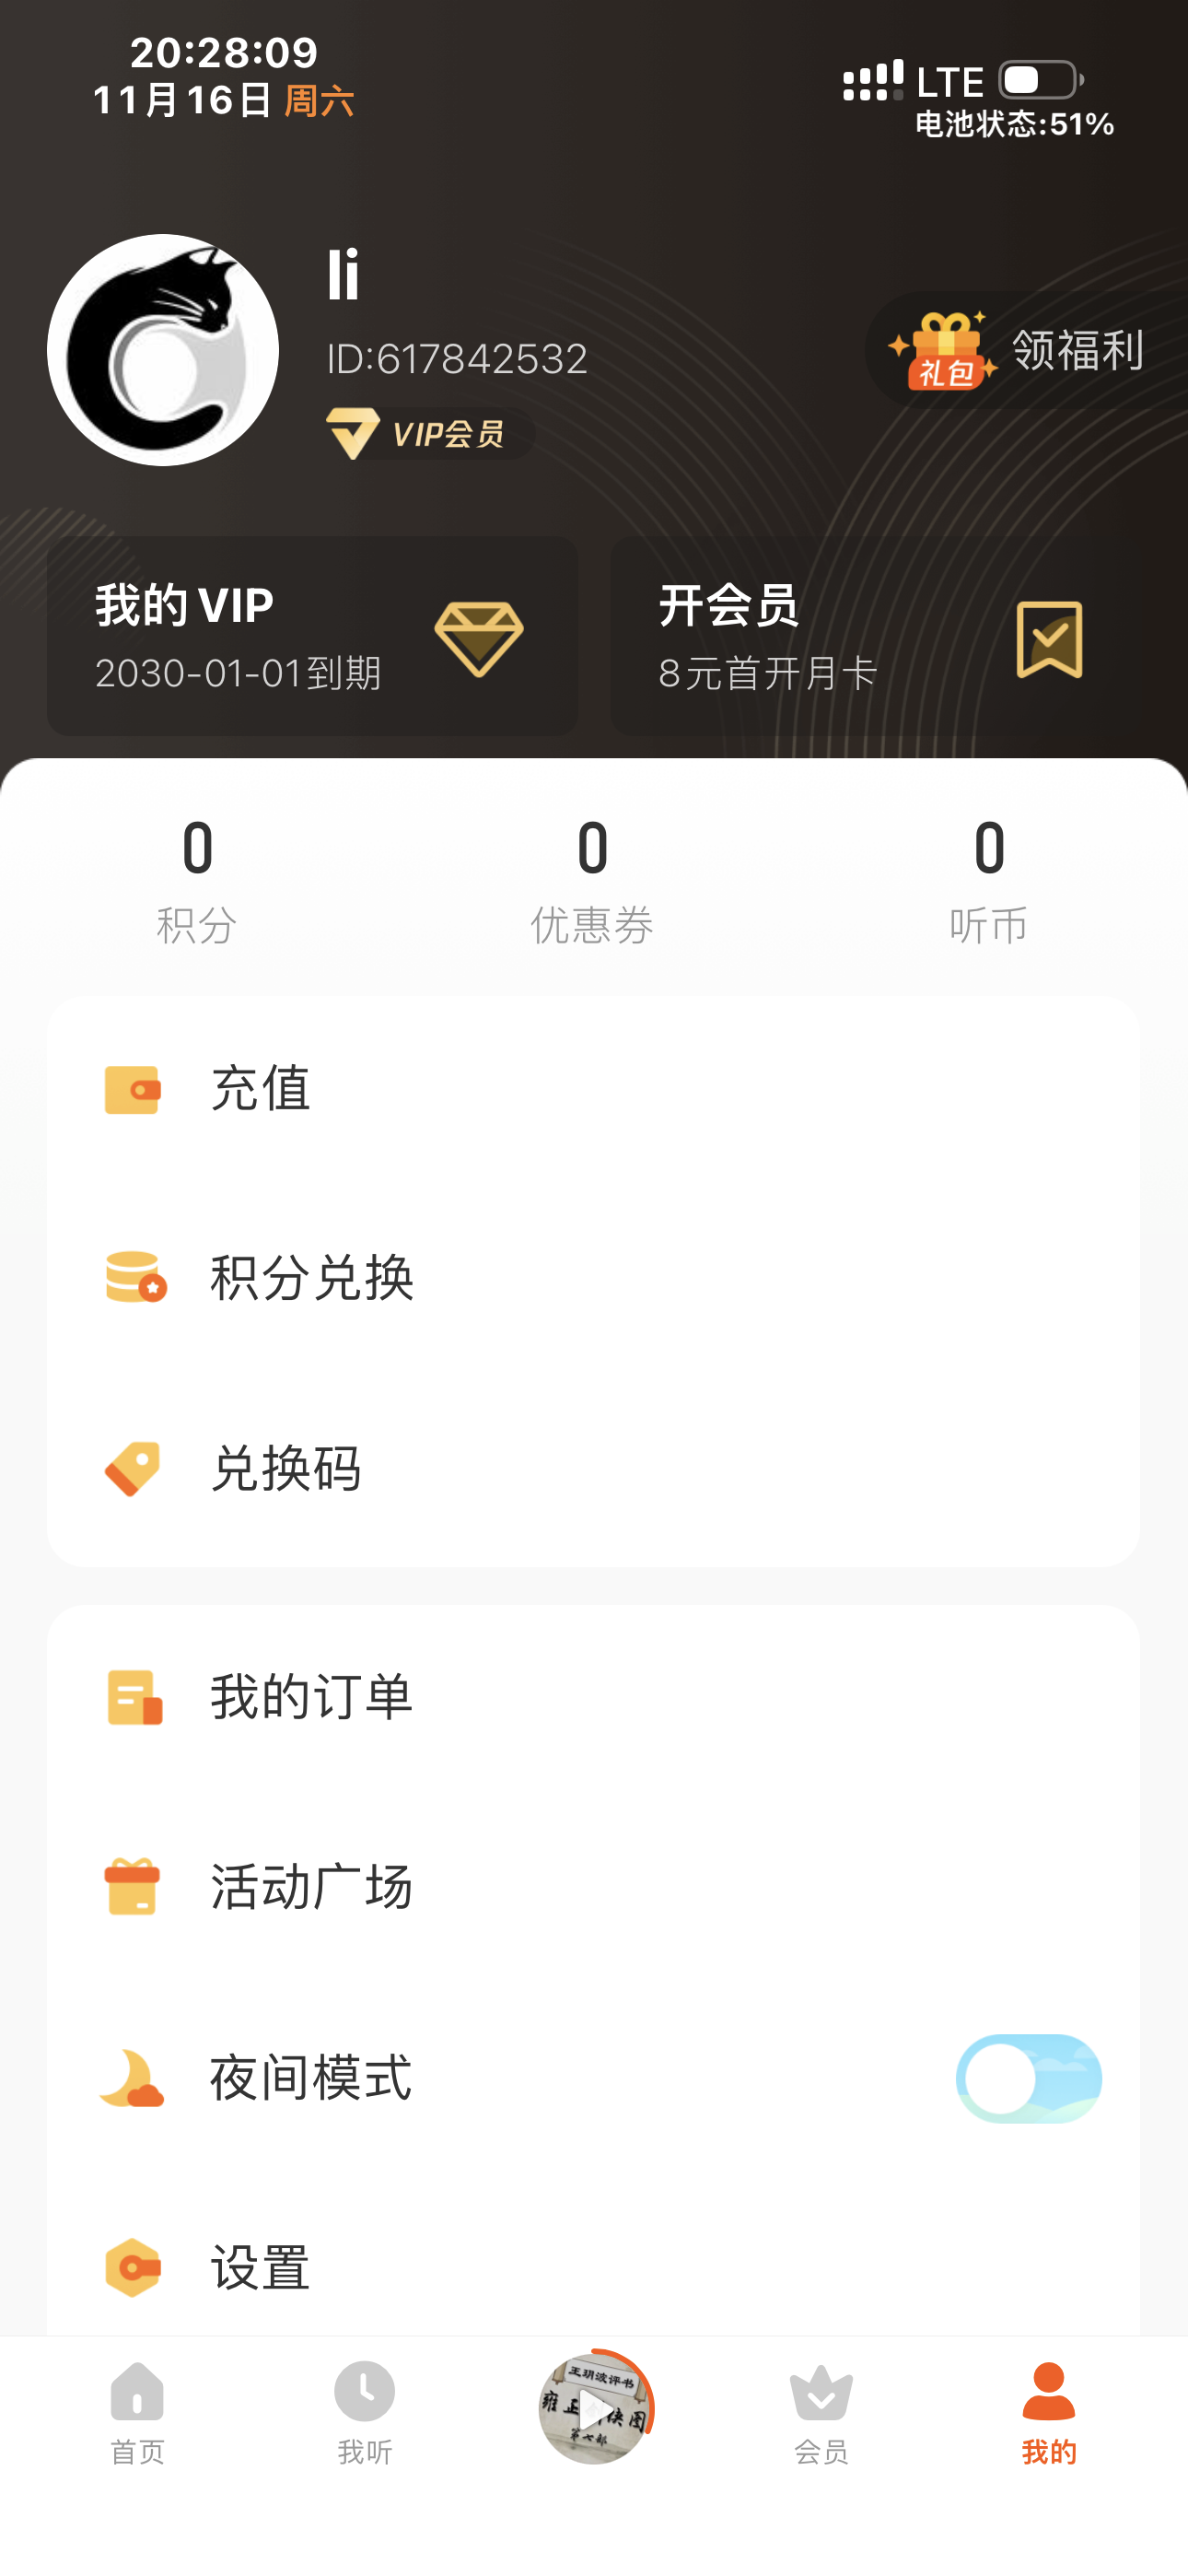 20:28:09
11月16日 周六
LTE
电池状态:51%
li
ID:617842532
VIP会员
礼包
领福利
我的VIP
2030-01-01到期
开会员
8元首开月卡
0
积分
0
优惠券
0
听币
充值
积分兑换
兑换码
我的订单
活动广场
夜间模式
设置
王玥波评书
雍正剑侠图
第七部
首页
我听
会员
我的